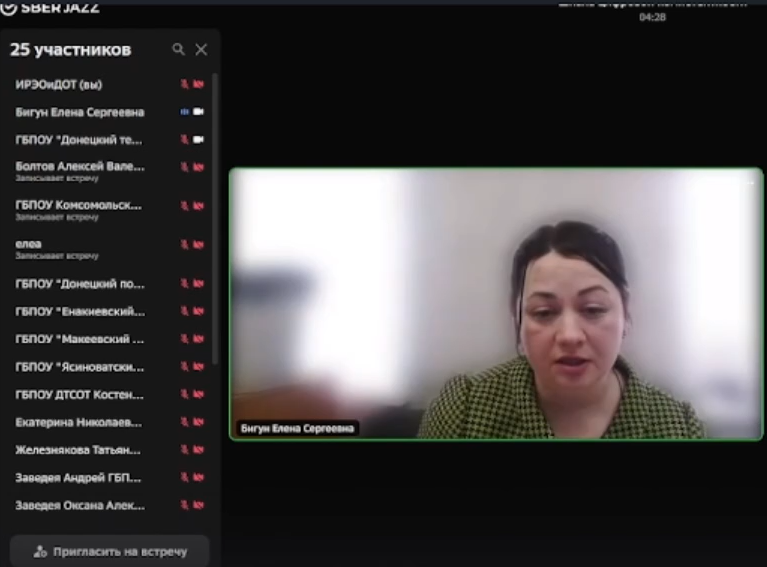 SBER JAZZ
04:28
25 участников
ИРЭОиДОТ (вы)
Бигун Елена Сергеевна
ГБПОУ "Донецкий те...
Болтов Алексей Вале...
Записывает встречу
ГБПОУ Комсомольск...
Записывает встречу
елеа
Записывает встречу
ГБПОУ "Донецкий по...
ГБПОУ "Енакиевский...
ГБПОУ "Макеевский ...
ГБПОУ "Ясиноватски...
ГБПОУ ДТСОТ Костен...
Екатерина Николаев...
Железнякова Татьян...
Заведея Андрей ГБП...
Заведея Оксана Алек...
Пригласить на встречу
Бигун Елена Сергеевна